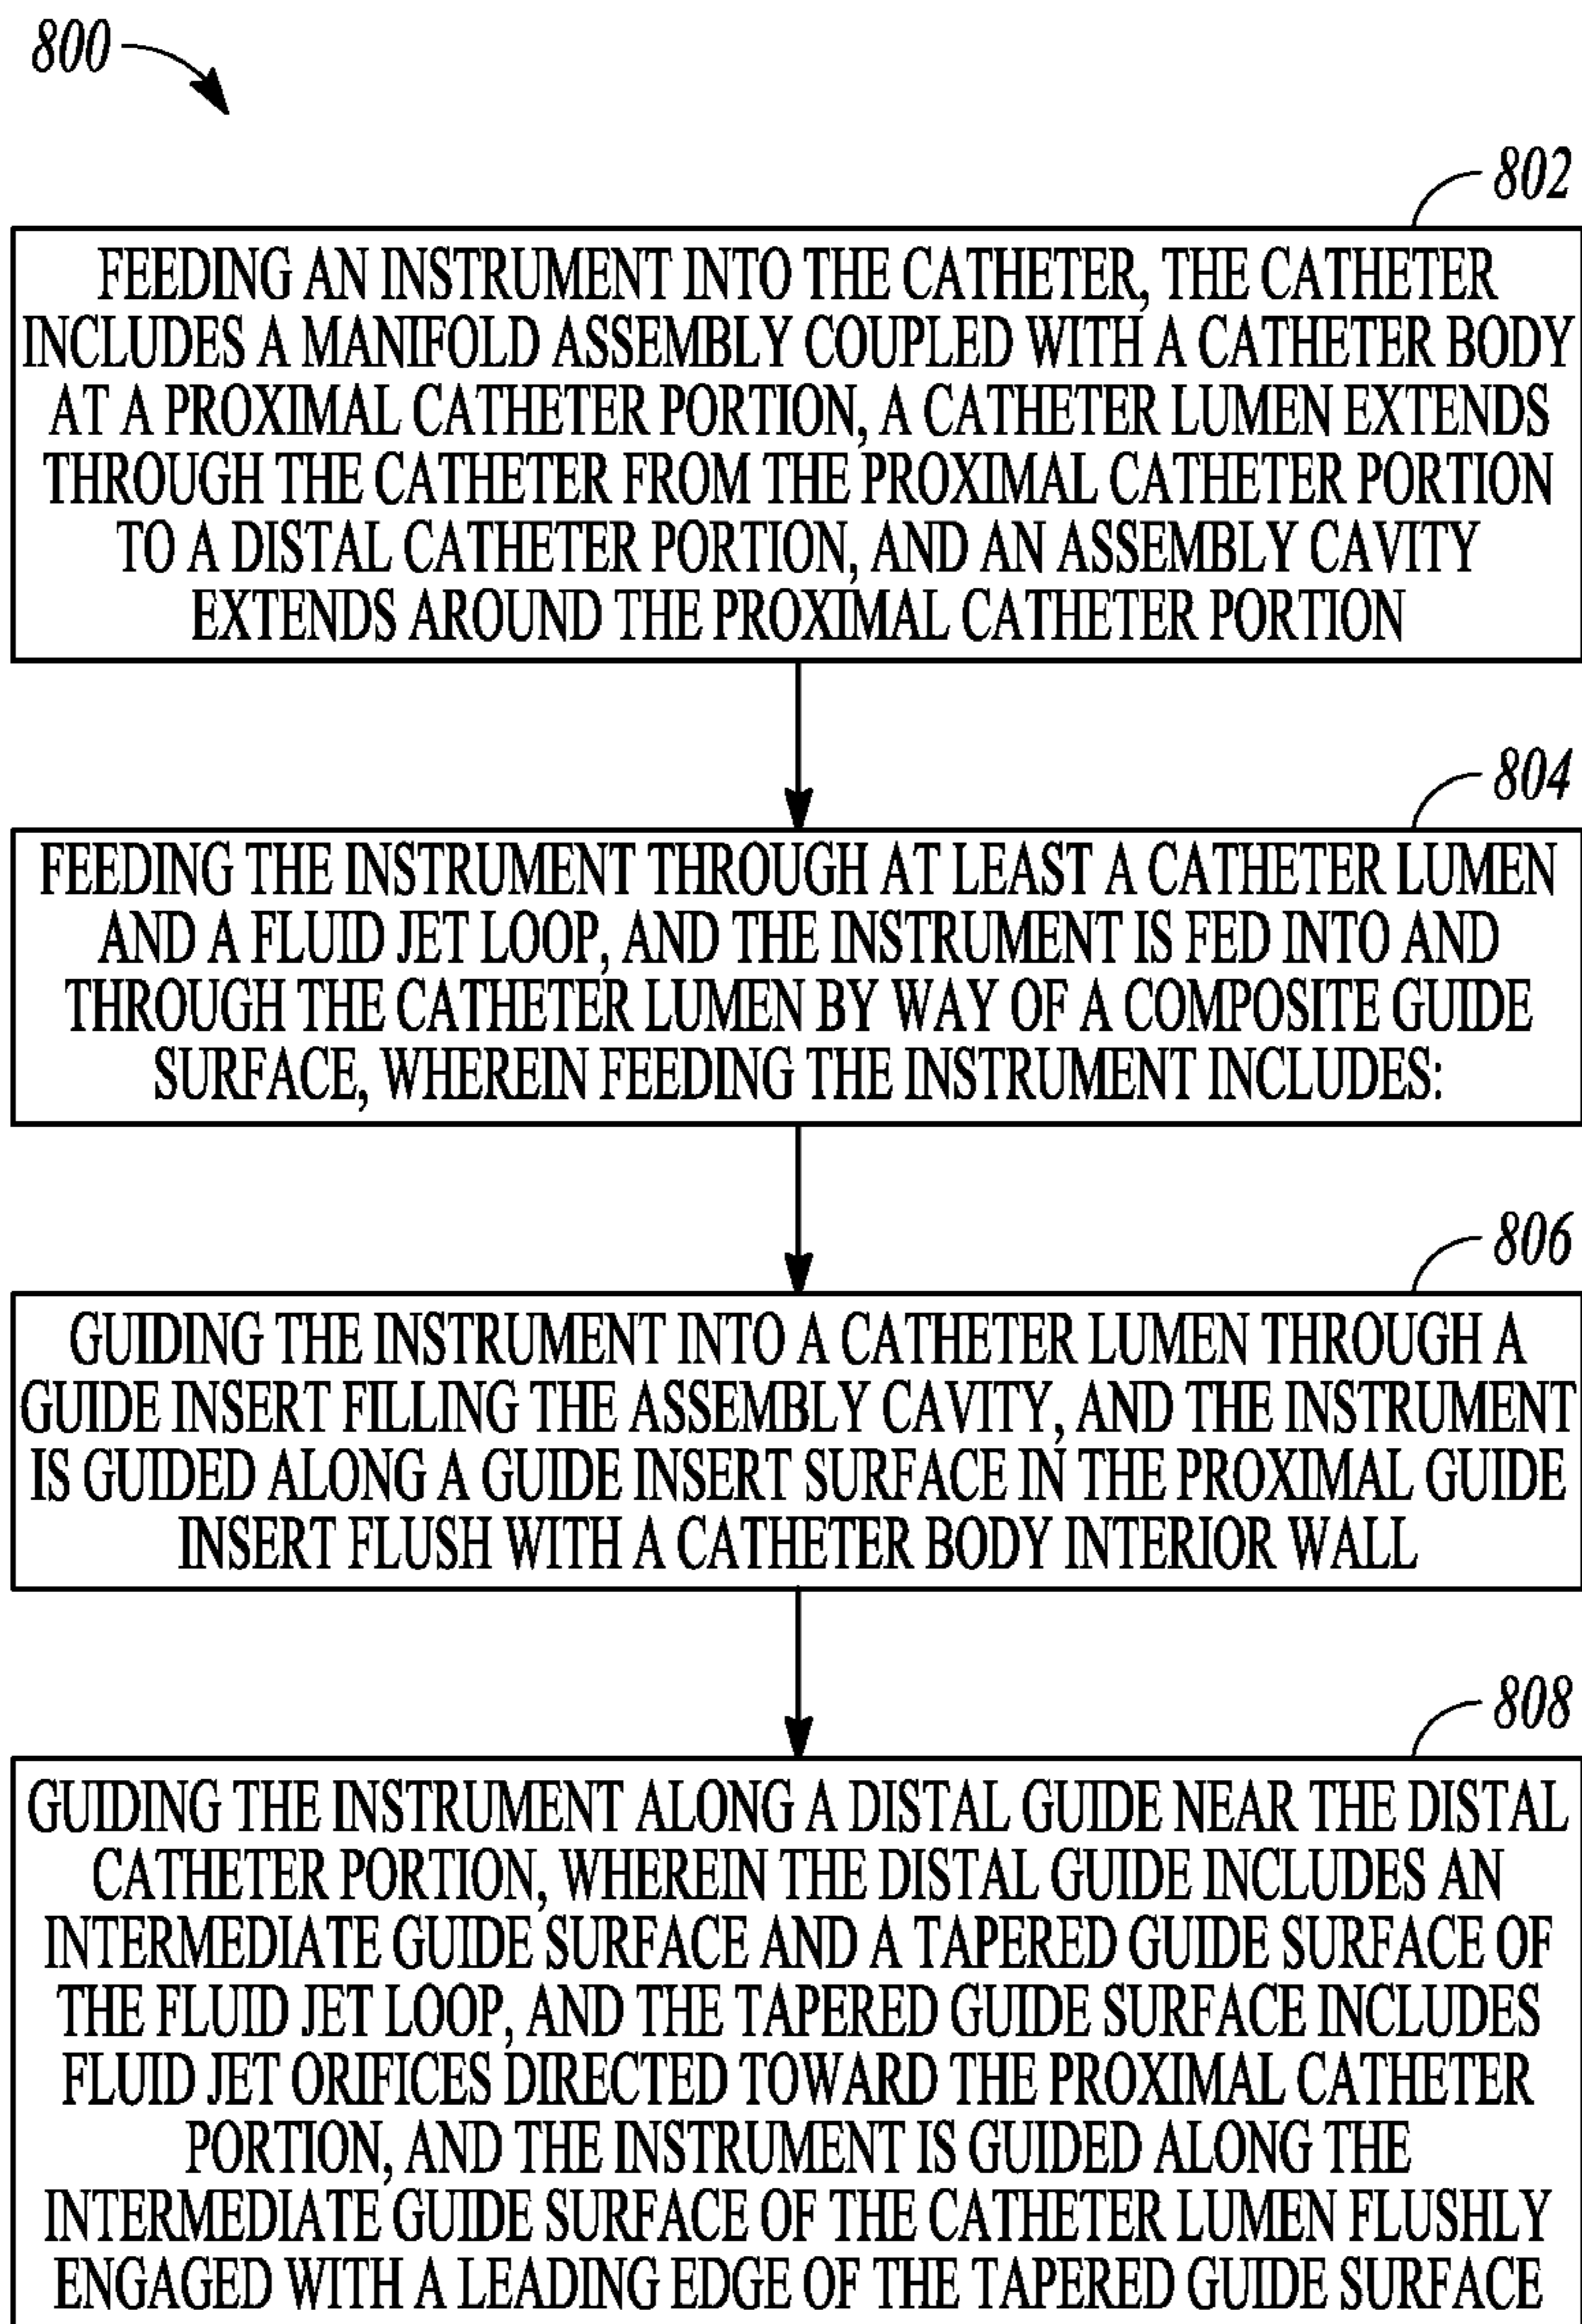 800
802
FEEDING AN INSTRUMENT INTO THE CATHETER, THE CATHETER
INCLUDES A MANIFOLD ASSEMBLY COUPLED WITH A CATHETER BODY
AT A PROXIMAL CATHETER PORTION, A CATHETER LUMEN EXTENDS
THROUGH THE CATHETER FROM THE PROXIMAL CATHETER PORTION
TO A DISTAL CATHETER PORTION, AND AN ASSEMBLY CAVITY
EXTENDS AROUND THE PROXIMAL CATHETER PORTION
804
FEEDING THE INSTRUMENT THROUGH AT LEAST A CATHETER LUMEN
AND A FLUID JET LOOP, AND THE INSTRUMENT IS FED INTO AND
THROUGH THE CATHETER LUMEN BY WAY OF A COMPOSITE GUIDE
SURFACE, WHEREIN FEEDING THE INSTRUMENT INCLUDES:
806
GUIDING THE INSTRUMENT INTO A CATHETER LUMEN THROUGH A
GUIDE INSERT FILLING THE ASSEMBLY CAVITY, AND THE INSTRUMENT
IS GUIDED ALONG A GUIDE INSERT SURFACE IN THE PROXIMAL GUIDE
INSERT FLUSH WITH A CATHETER BODY INTERIOR WALL
808
GUIDING THE INSTRUMENT ALONG A DISTAL GUIDE NEAR THE DISTAL
CATHETER PORTION, WHEREIN THE DISTAL GUIDE INCLUDES AN
INTERMEDIATE GUIDE SURFACE AND A TAPERED GUIDE SURFACE OF
THE FLUID JET LOOP, AND THE TAPERED GUIDE SURFACE INCLUDES
FLUID JET ORIFICES DIRECTED TOWARD THE PROXIMAL CATHETER
PORTION, AND THE INSTRUMENT IS GUIDED ALONG THE
INTERMEDIATE GUIDE SURFACE OF THE CATHETER LUMEN FLUSHLY
ENGAGED WITH A LEADING EDGE OF THE TAPERED GUIDE SURFACE